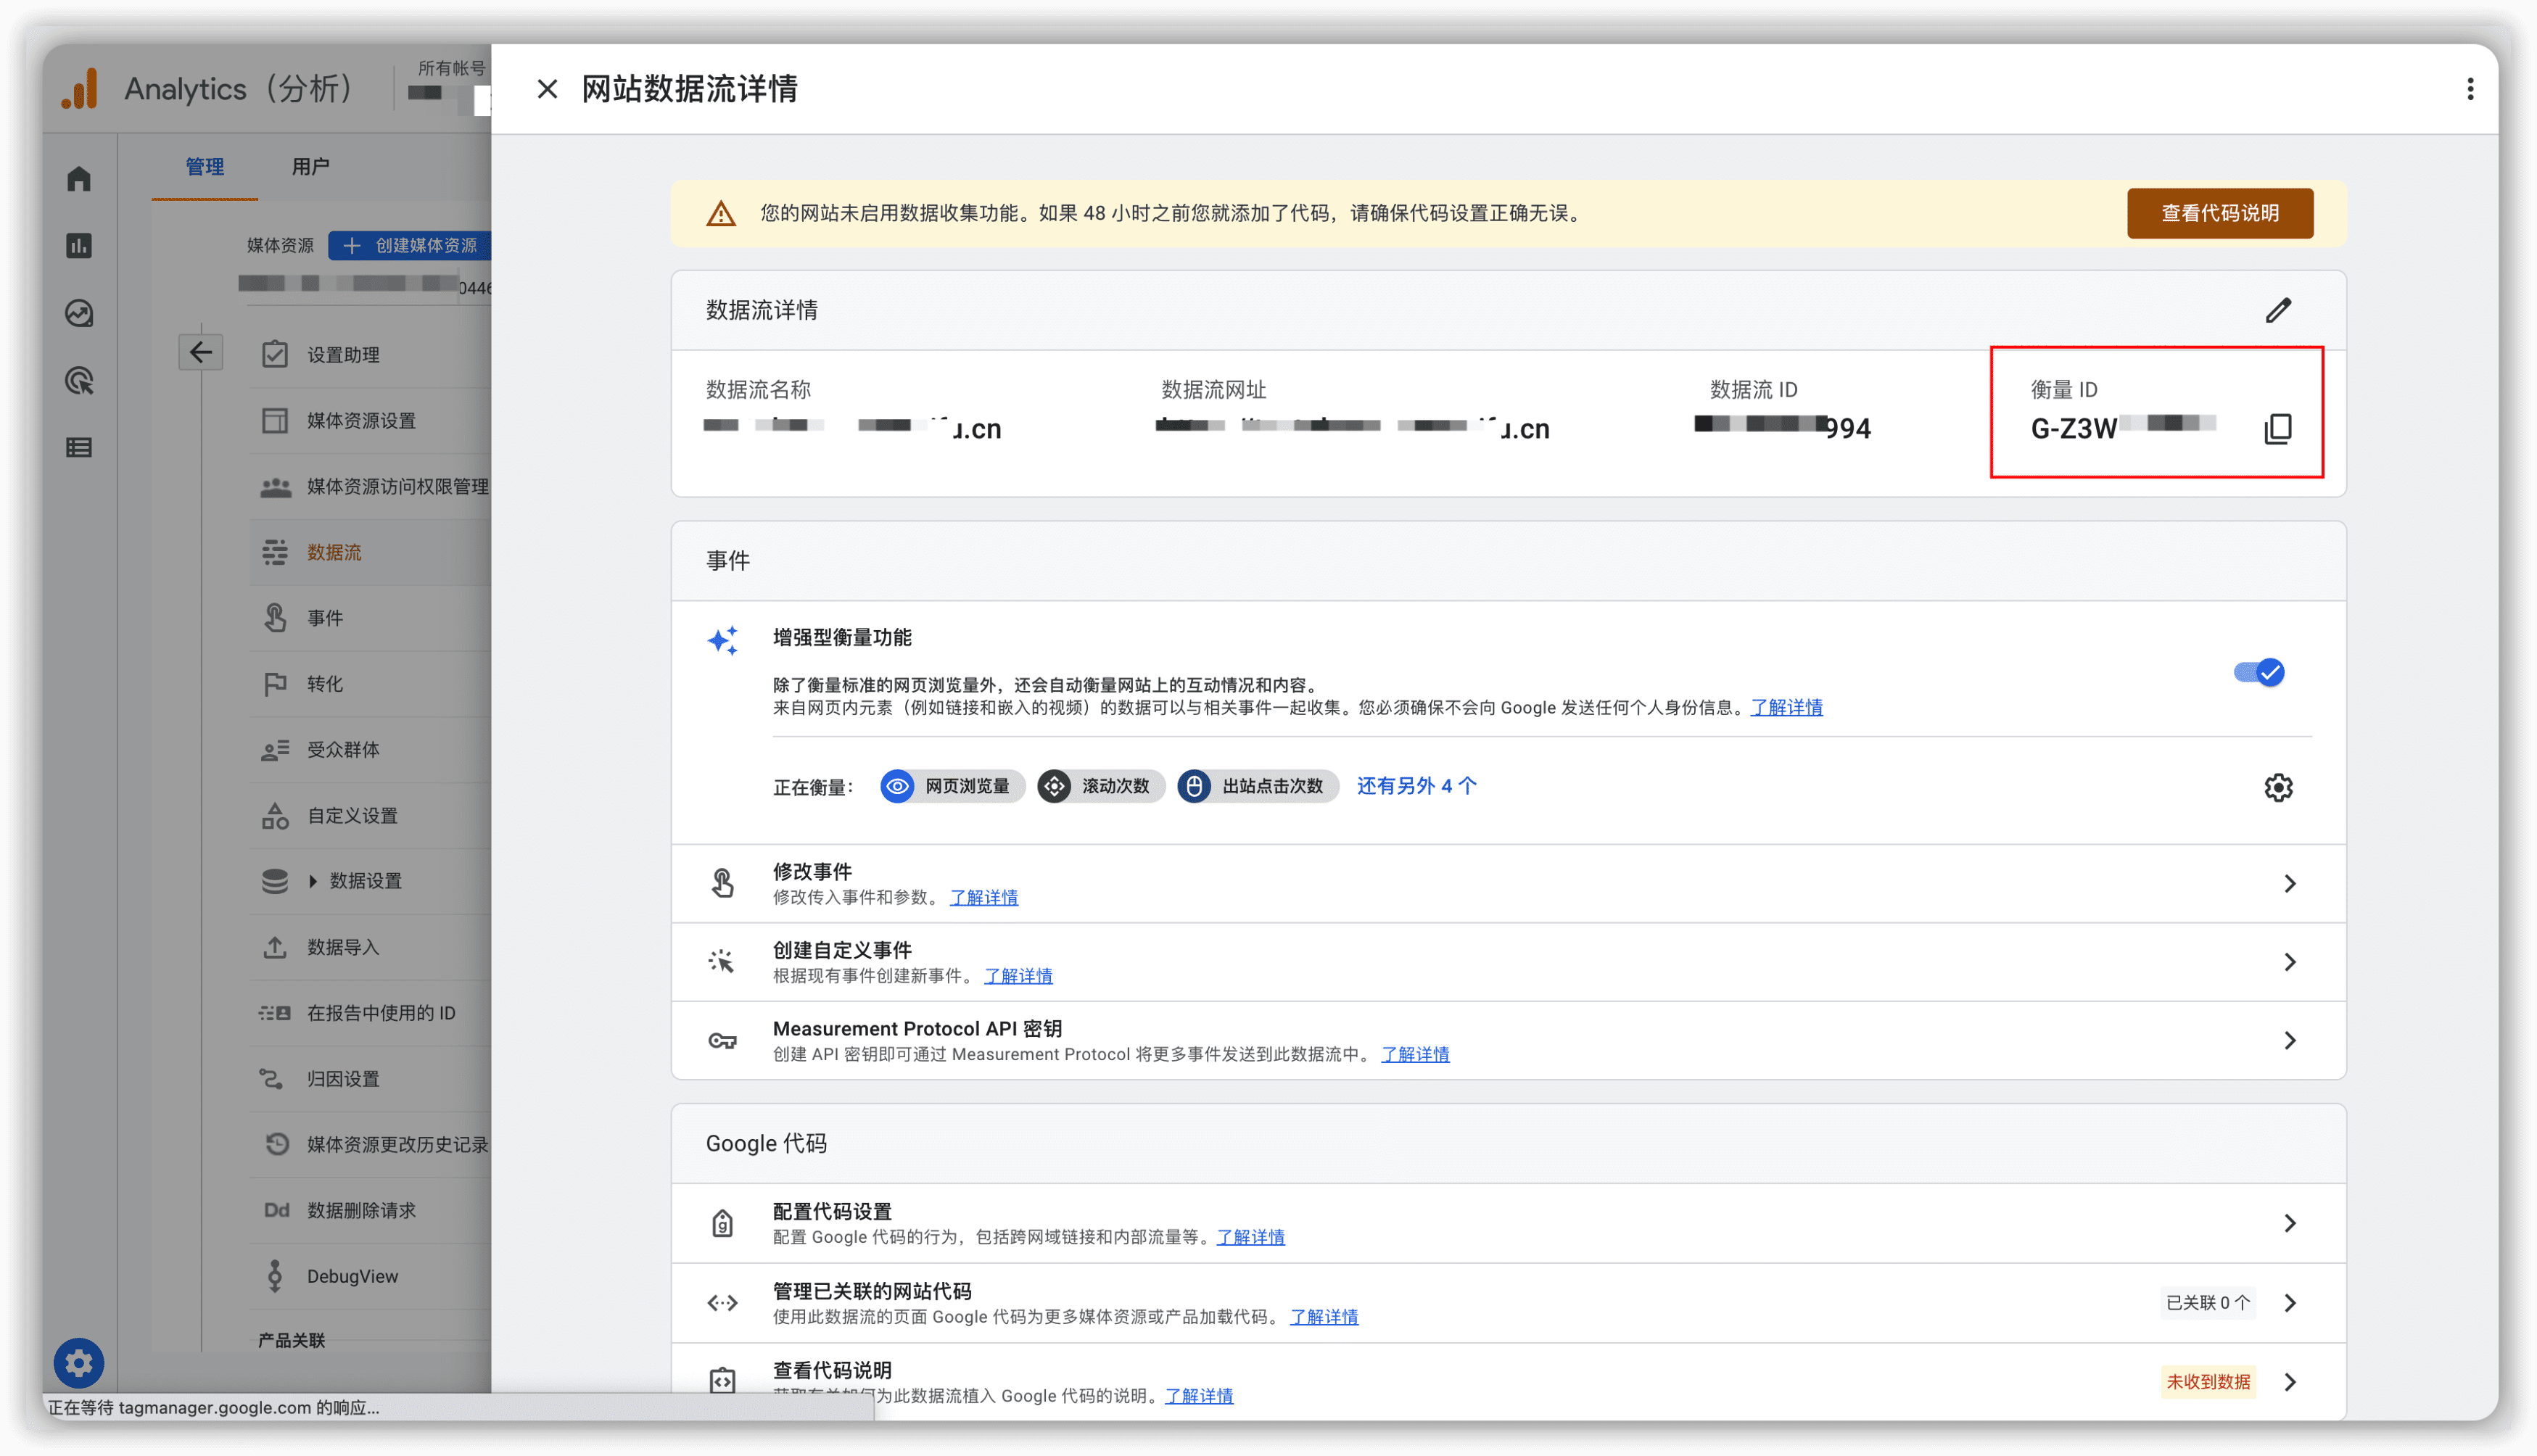 Analytics（分析）
所有帐号
网站数据流详情
管理
用户
媒体资源
创建媒体资源
0446
设置助理
媒体资源设置
媒体资源访问权限管理
数据流
事件
转化
受众群体
自定义设置
数据设置
数据导入
在报告中使用的 ID
归因设置
媒体资源更改历史记录
Dd 数据删除请求
DebugView
产品关联
正在等待 tagmanager.google.com 的响应...
您的网站未启用数据收集功能。如果 48 小时之前您就添加了代码，请确保代码设置正确无误。
查看代码说明
数据流详情
数据流名称
u.cn
数据流网址
u.cn
数据流 ID
994
衡量 ID
G-Z3W
事件
增强型衡量功能
除了衡量标准的网页浏览量外，还会自动衡量网站上的互动情况和内容。
来自网页内元素（例如链接和嵌入的视频）的数据可以与相关事件一起收集。您必须确保不会向 Google 发送任何个人身份信息。了解详情
正在衡量： 网页浏览量 滚动次数 出站点击次数 还有另外 4 个
修改事件
修改传入事件和参数。 了解详情
创建自定义事件
根据现有事件创建新事件。 了解详情
Measurement Protocol API 密钥
创建 API 密钥即可通过 Measurement Protocol 将更多事件发送到此数据流中。 了解详情
Google 代码
配置代码设置
配置 Google 代码的行为，包括跨网域链接和内部流量等。了解详情
管理已关联的网站代码
使用此数据流的页面 Google 代码为更多媒体资源或产品加载代码。 了解详情
已关联 0 个
查看代码说明
为此数据流植入 Google 代码的说明。了解详情
未收到数据